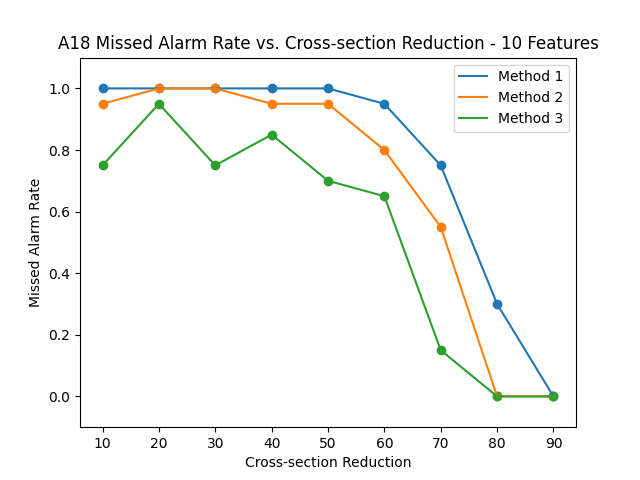 A18 Missed Alarm Rate vs. Cross-section Reduction - 10 Features
Method 1
Method 2
Method 3
Missed Alarm Rate
1.0
0.8
0.6
0.4
0.2
0.0
10 20 30 40 50 60 70 80 90
Cross-section Reduction